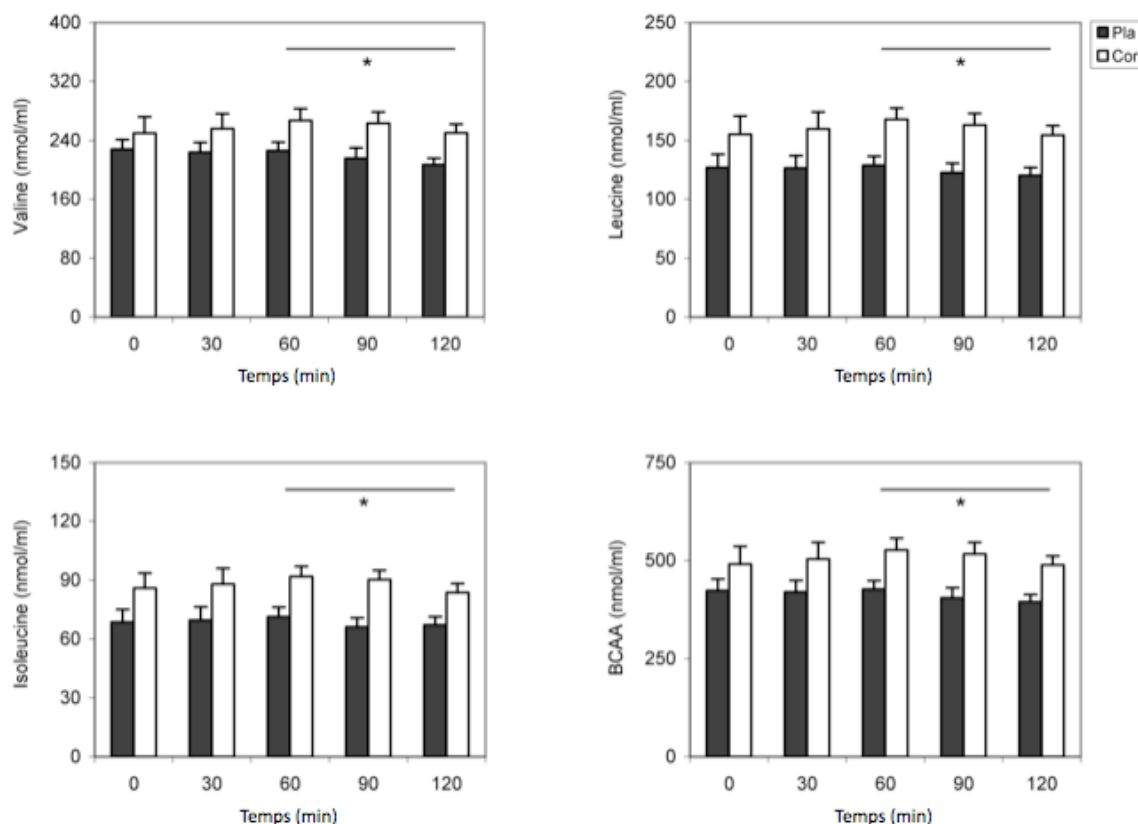 400
320
240
160
80
0
Valine (nmol/ml)
*
0 30 60 90 120
Temps (min)
250
200
150
100
50
0
Leucine (nmol/ml)
*
0 30 60 90 120
Temps (min)
Pla
Cor
150
120
90
60
30
0
Isoleucine (nmol/ml)
*
0 30 60 90 120
Temps (min)
750
500
250
0
BCAA (nmol/ml)
*
0 30 60 90 120
Temps (min)